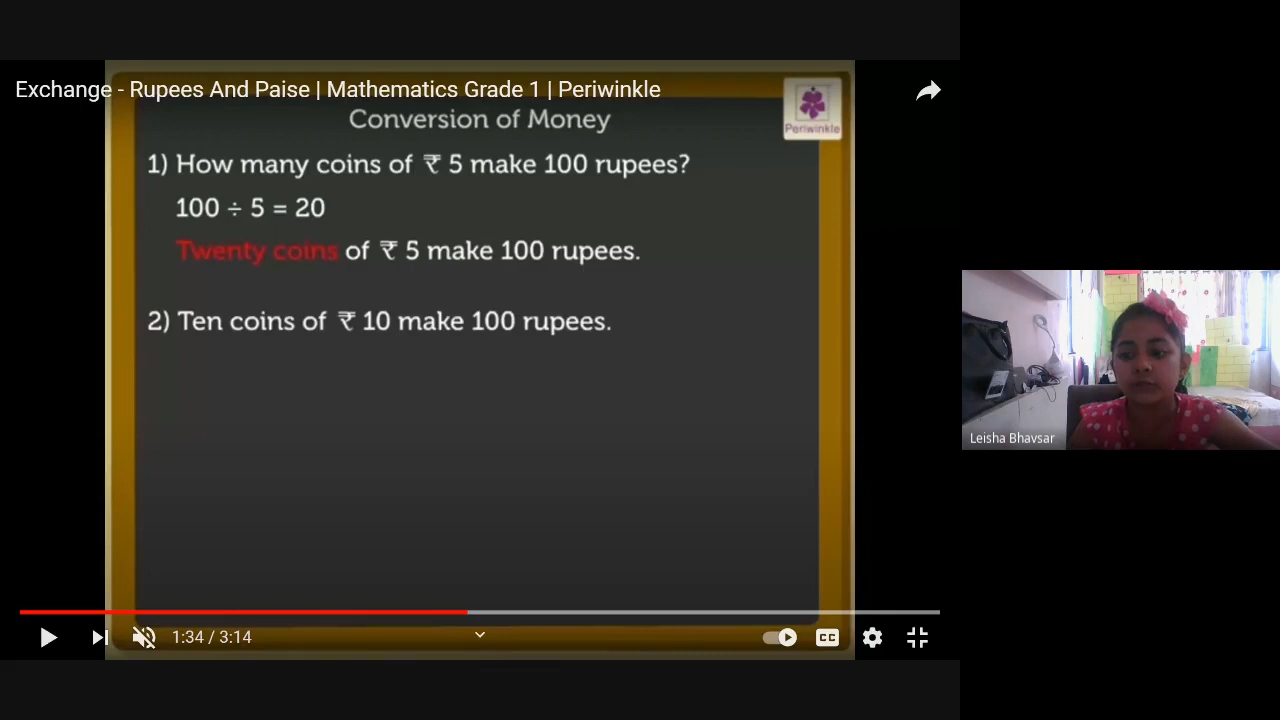 Exchange - Rupees And Paise | Mathematics Grade 1 | Periwinkle
Periwinkle
Conversion of Money
1) How many coins of ₹ 5 make 100 rupees?
100 ÷ 5 = 20
Twenty coins of ₹ 5 make 100 rupees.
2) Ten coins of ₹ 10 make 100 rupees.
Leisha Bhavsar
1:34 / 3:14
CC